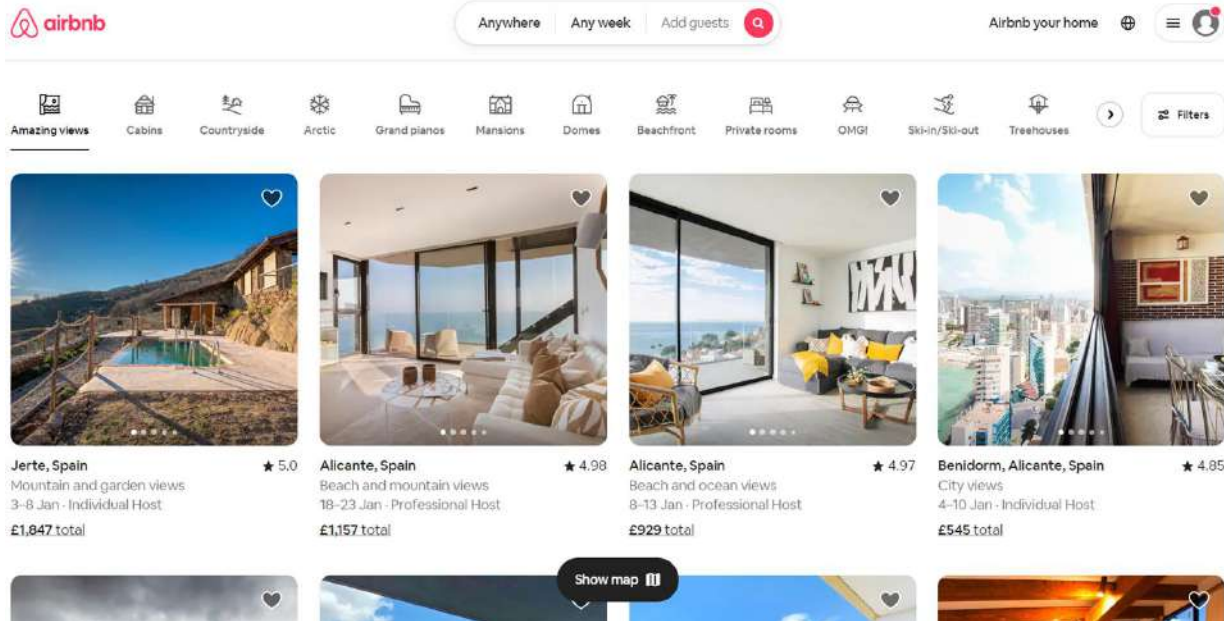 airbnb
Anywhere Any week Add guests
Airbnb your home
Amazing views Cabins Countryside Arctic Grand pianos Mansions Domes Beachfront Private rooms OMG! Ski-in/Ski-out Treehouses
Filters
Jerte, Spain ★ 5.0
Mountain and garden views
3–8 Jan · Individual Host
£1,847 total
Alicante, Spain ★ 4.98
Beach and mountain views
18–23 Jan · Professional Host
£1,157 total
Alicante, Spain ★ 4.97
Beach and ocean views
8–13 Jan · Professional Host
£929 total
Benidorm, Alicante, Spain ★ 4.85
City views
4–10 Jan · Individual Host
£545 total
Show map